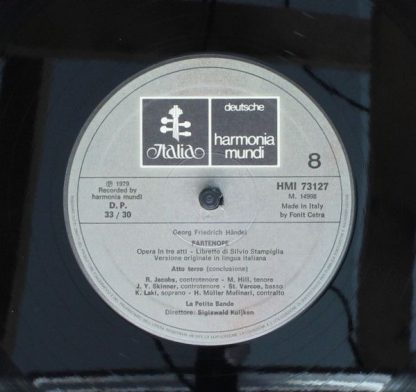 Italia
deutsche
harmonia
mundi
8
℗ 1979
Recorded by
harmonia mundi
D. P.
33 / 30
HMI 73127
M. 14998
Made in Italy
by Fonit Cetra
Georg Friedrich Händel
PARTENOPE
Opera in tre atti - Libretto di Silvio Stampiglia
Versione originale in lingua italiana
Atto terzo (conclusione)
R. Jacobs, controtenore - M. Hill, tenore
J. Y. Skinner, controtenore - St. Varcoe, basso
K. Laki, soprano - H. Müller Molinari, contralto
La Petite Bande
Direttore: Sigiswald Kuijken